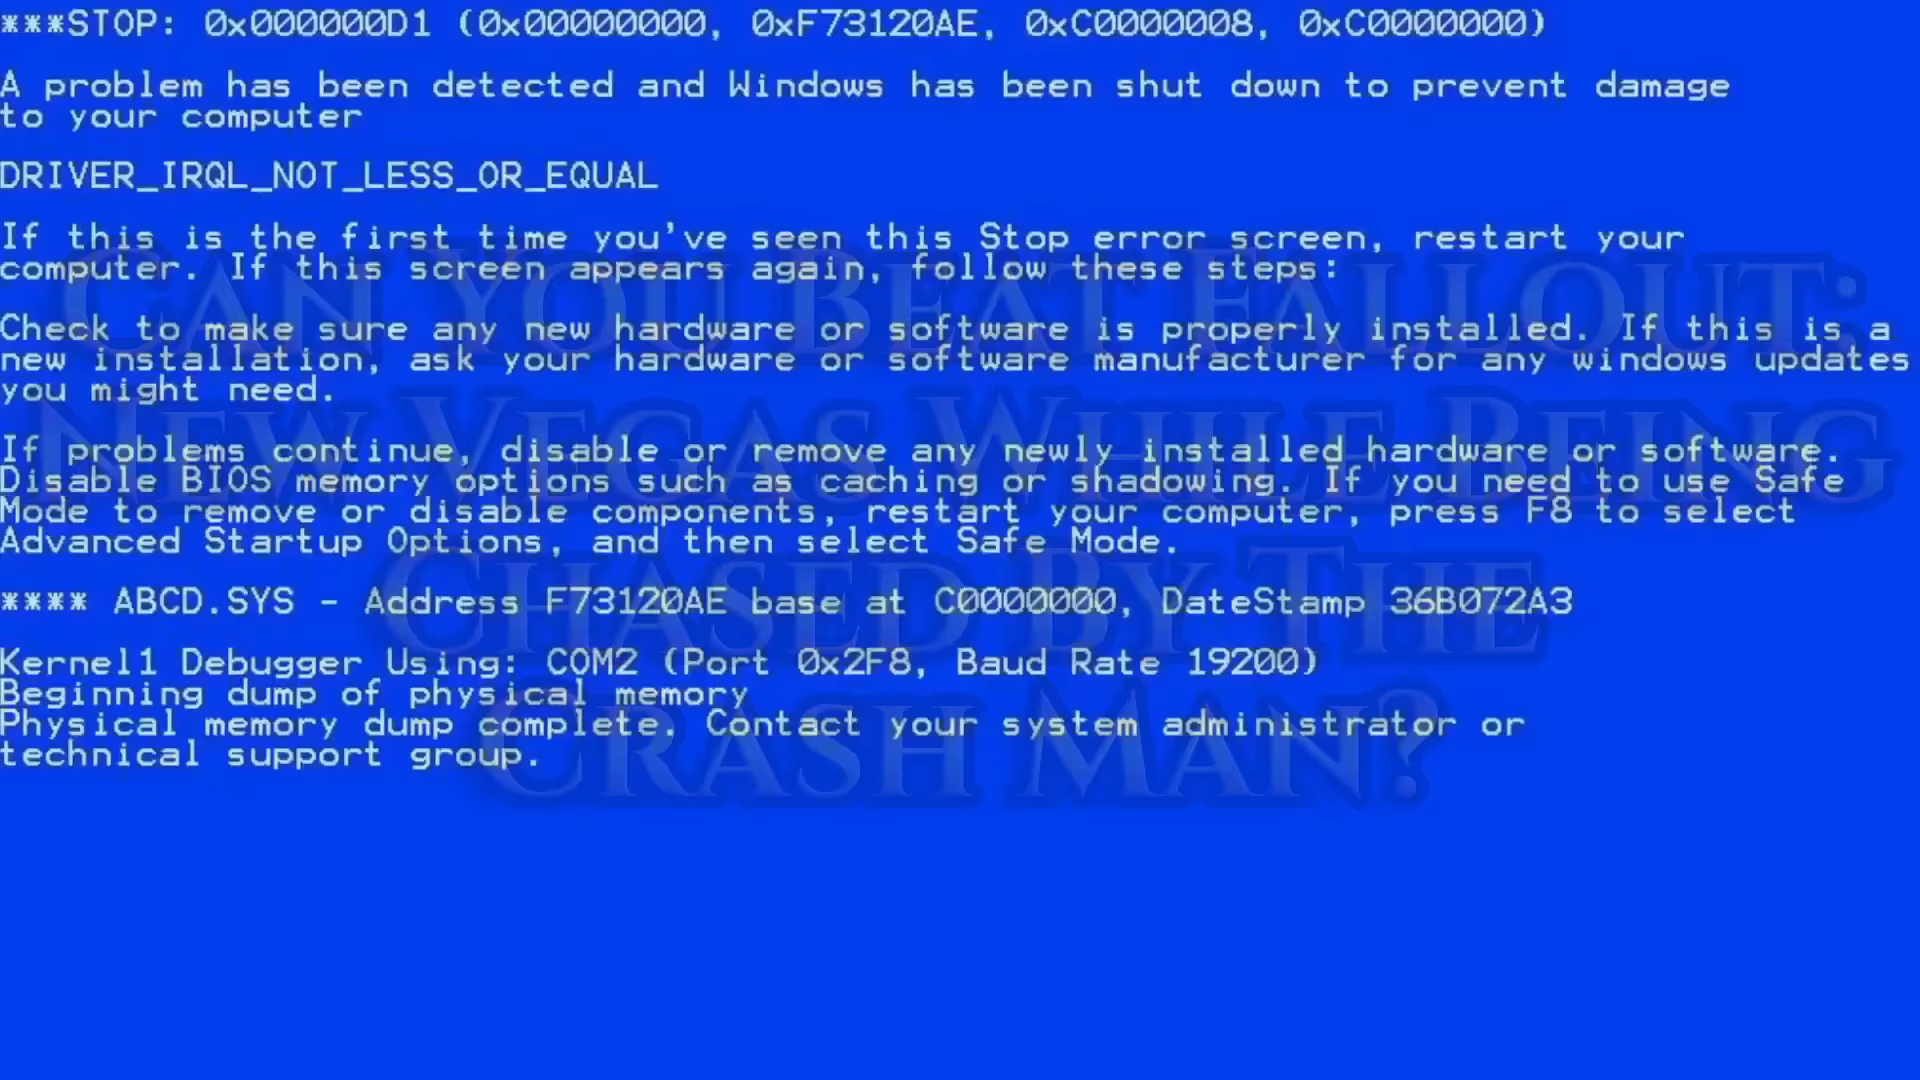 ***STOP: 0x000000D1 (0x00000000, 0xF73120AE, 0xC0000008, 0xC0000000)
A problem has been detected and Windows has been shut down to prevent damage
to your computer
DRIVER_IRQL_NOT_LESS_OR_EQUAL
If this is the first time you've seen this Stop error screen, restart your
computer. If this screen appears again, follow these steps:
Check to make sure any new hardware or software is properly installed. If this is a
new installation, ask your hardware or software manufacturer for any windows updates
you might need.
If problems continue, disable or remove any newly installed hardware or software.
Disable BIOS memory options such as caching or shadowing. If you need to use Safe
Mode to remove or disable components, restart your computer, press F8 to select
Advanced Startup Options, and then select Safe Mode.
**** ABCD.SYS - Address F73120AE base at C0000000, DateStamp 36B072A3
Kernel1 Debugger Using: COM2 (Port 0x2F8, Baud Rate 19200)
Beginning dump of physical memory
Physical memory dump complete. Contact your system administrator or
technical support group.
Can You Beat Fallout:
New Vegas While Being
Chased By The
Crash Man?